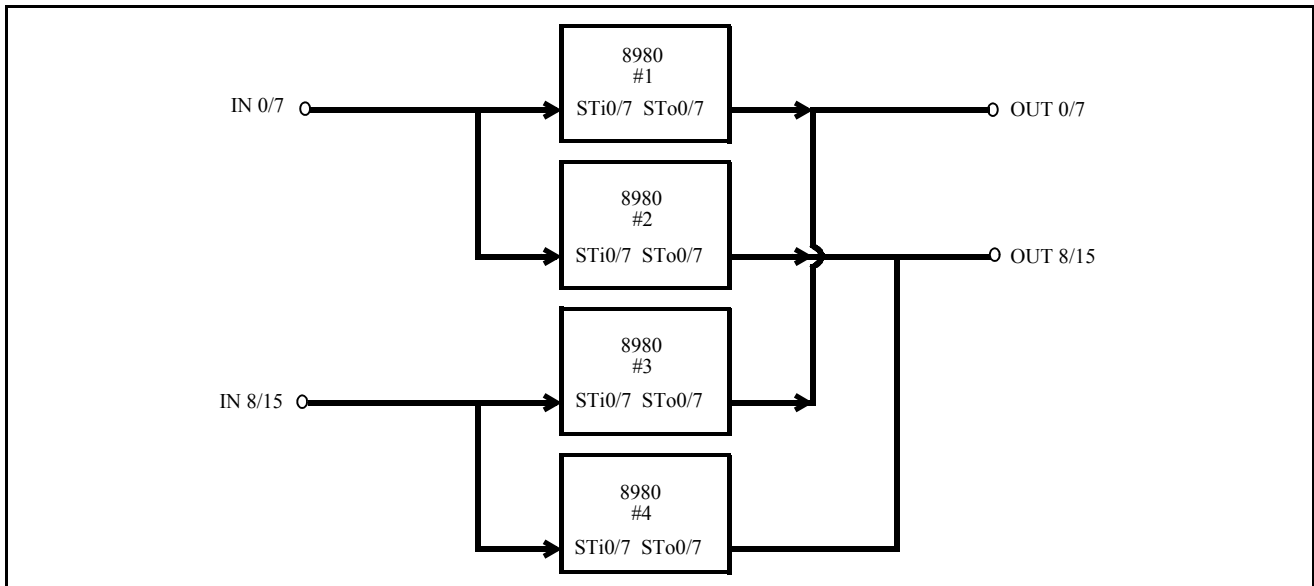 8980
#1
IN 0/7
STi0/7 STo0/7
OUT 0/7
8980
#2
STi0/7 STo0/7
OUT 8/15
8980
#3
IN 8/15
STi0/7 STo0/7
8980
#4
STi0/7 STo0/7